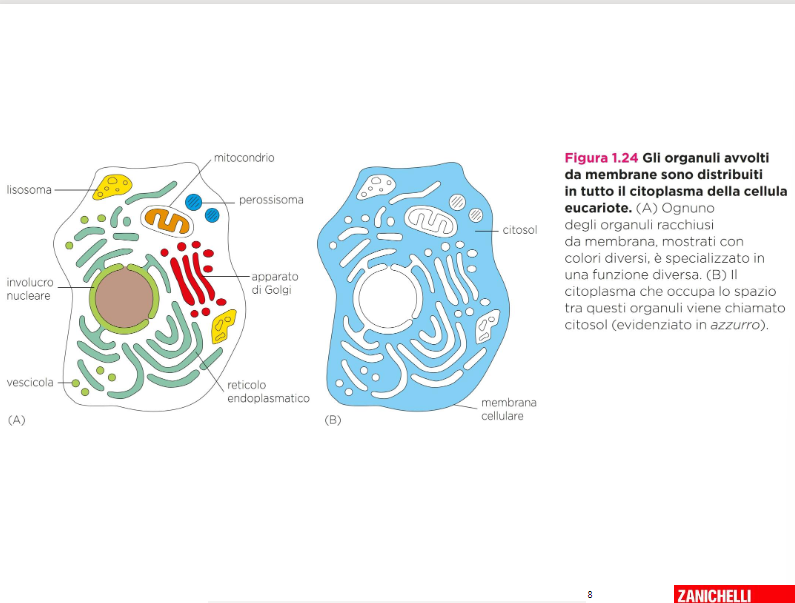 mitocondrio
lisosoma
perossisoma
involucro
nucleare
apparato
di Golgi
vescicola
reticolo
endoplasmatico
(A)
citosol
membrana
cellulare
(B)
Figura 1.24 Gli organuli avvolti
da membrane sono distribuiti
in tutto il citoplasma della cellula
eucariote. (A) Ognuno
degli organuli racchiusi
da membrana, mostrati con
colori diversi, è specializzato in
una funzione diversa. (B) Il
citoplasma che occupa lo spazio
tra questi organuli viene chiamato
citosol (evidenziato in azzurro).
8
ZANICHELLI